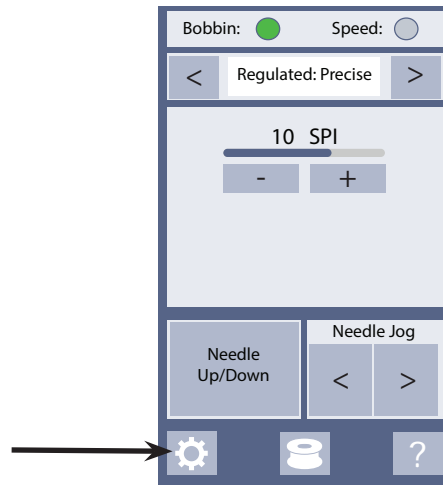 Bobbin: Speed:
< Regulated: Precise >
10 SPI
- +
Needle Jog
Needle
Up/Down
< >
?